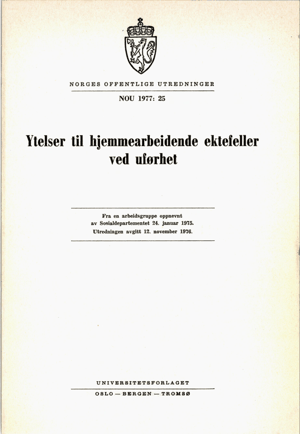 NORGES OFFENTLIGE UTREDNINGER
NOU 1977: 25
Ytelser til hjemmearbeidende ektefeller
ved uførhet
Fra en arbeidsgruppe oppnevnt
av Sosialdepartementet 24. januar 1975.
Utredningen avgitt 12. november 1976.
UNIVERSITETSFORLAGET
OSLO — BERGEN — TROMSØ